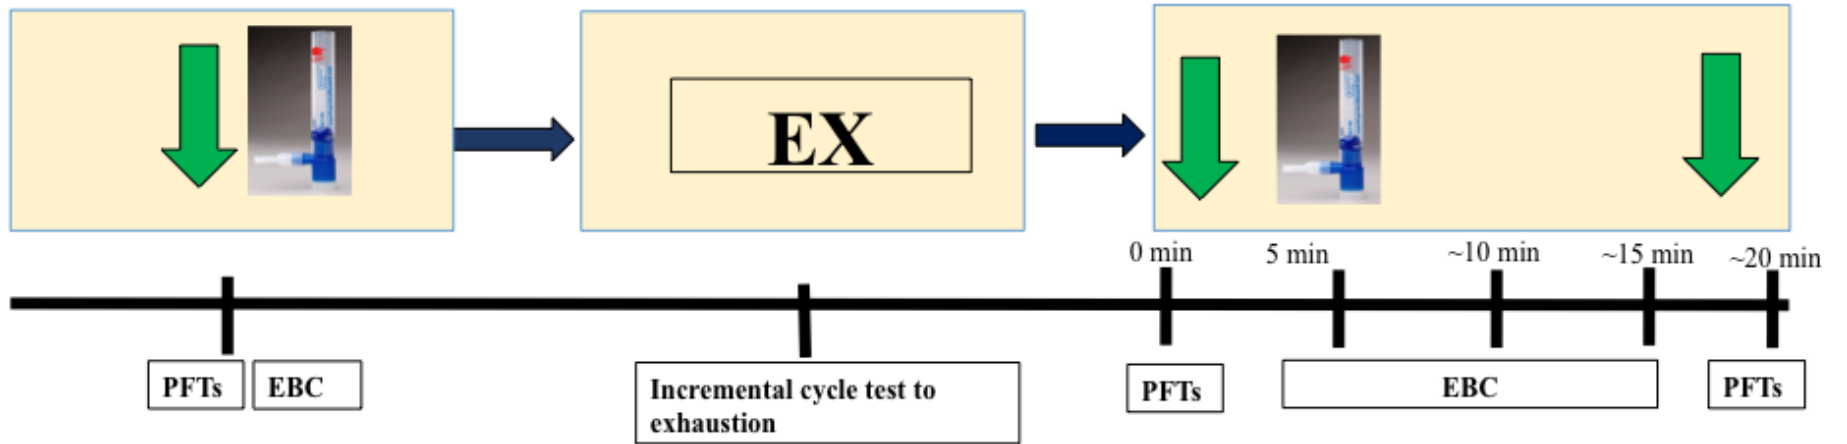 EX
0 min
5 min
~10 min
~15 min
~20 min
PFTs
EBC
Incremental cycle test to
exhaustion
PFTs
EBC
PFTs